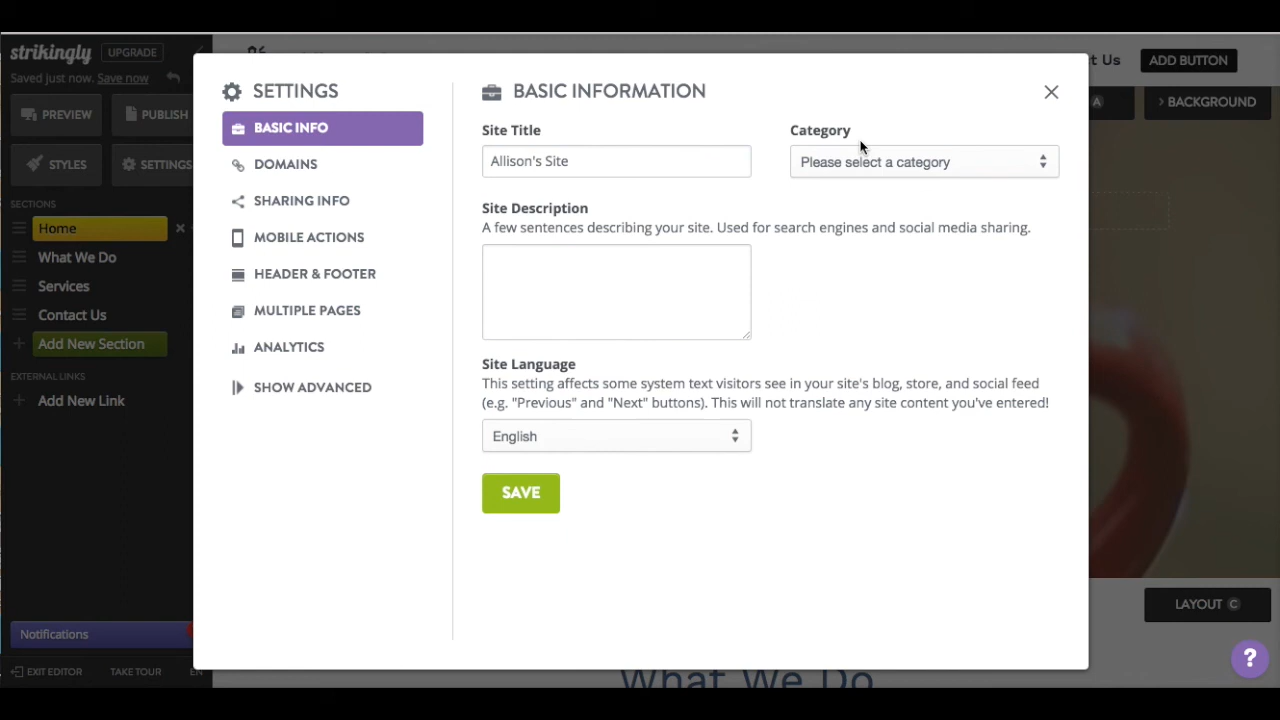 strikingly UPGRADE
Saved just now. Save now
PREVIEW PUBLISH
STYLES SETTINGS
SECTIONS
Home
What We Do
Services
Contact Us
Add New Section
EXTERNAL LINKS
Add New Link
Notifications
EXIT EDITOR TAKE TOUR EN
SETTINGS
BASIC INFO
DOMAINS
SHARING INFO
MOBILE ACTIONS
HEADER & FOOTER
MULTIPLE PAGES
ANALYTICS
SHOW ADVANCED
BASIC INFORMATION
Site Title
Allison's Site
Category
Please select a category
Site Description
A few sentences describing your site. Used for search engines and social media sharing.
Site Language
This setting affects some system text visitors see in your site's blog, store, and social feed
(e.g. "Previous" and "Next" buttons). This will not translate any site content you've entered!
English
SAVE
t Us ADD BUTTON
A BACKGROUND
LAYOUT C
?
What We Do